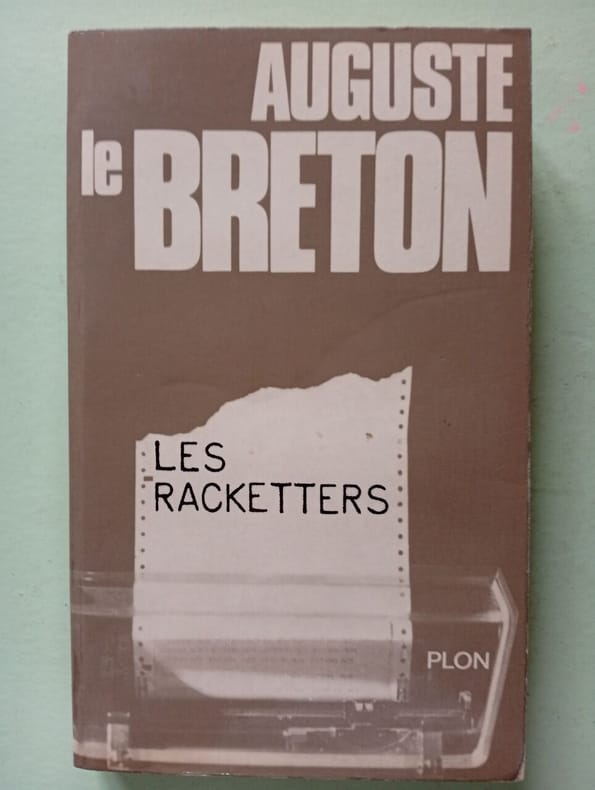 AUGUSTE
le BRETON
LES
RACKETTERS
PLON